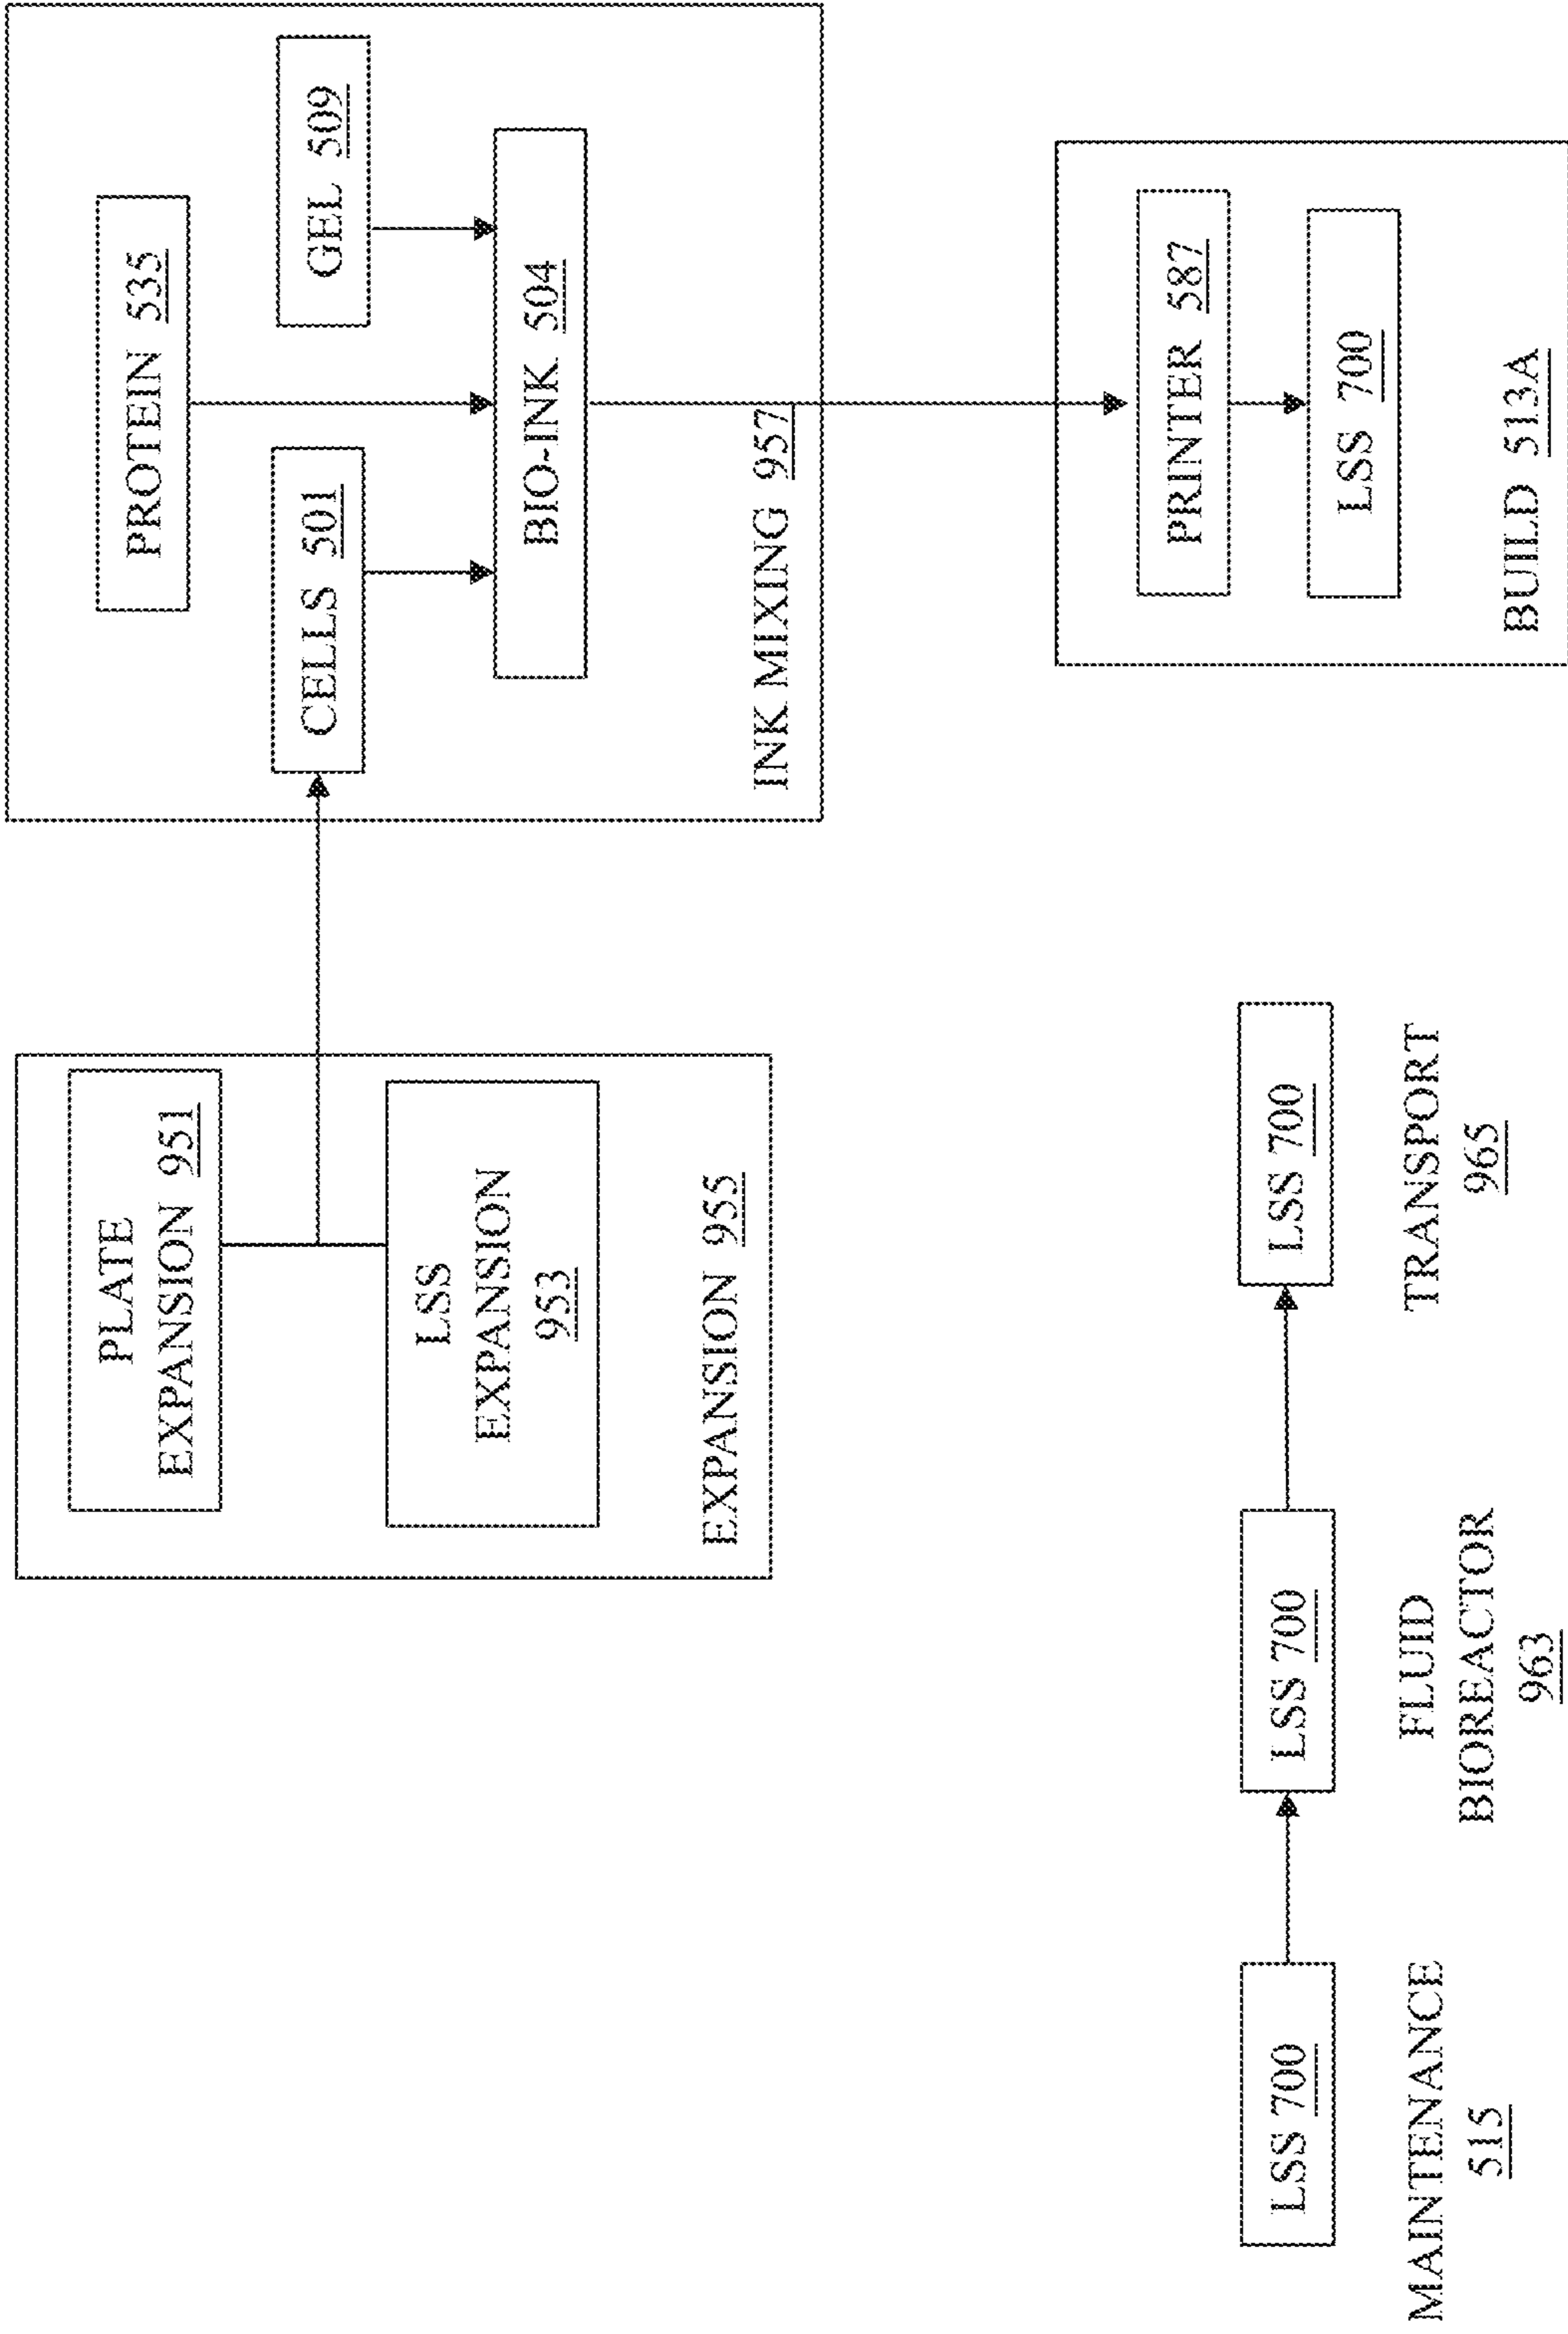 PLATE
EXPANSION 951
LSS
EXPANSION
953
EXPANSION 955
PROTEIN 535
CELLS 501
GEL 509
BIO-INK 504
INK MIXING 957
PRINTER 587
LSS 700
BUILD 513A
LSS 700
MAINTENANCE
515
LSS 700
FLUID
BIOREACTOR
963
LSS 700
TRANSPORT
965